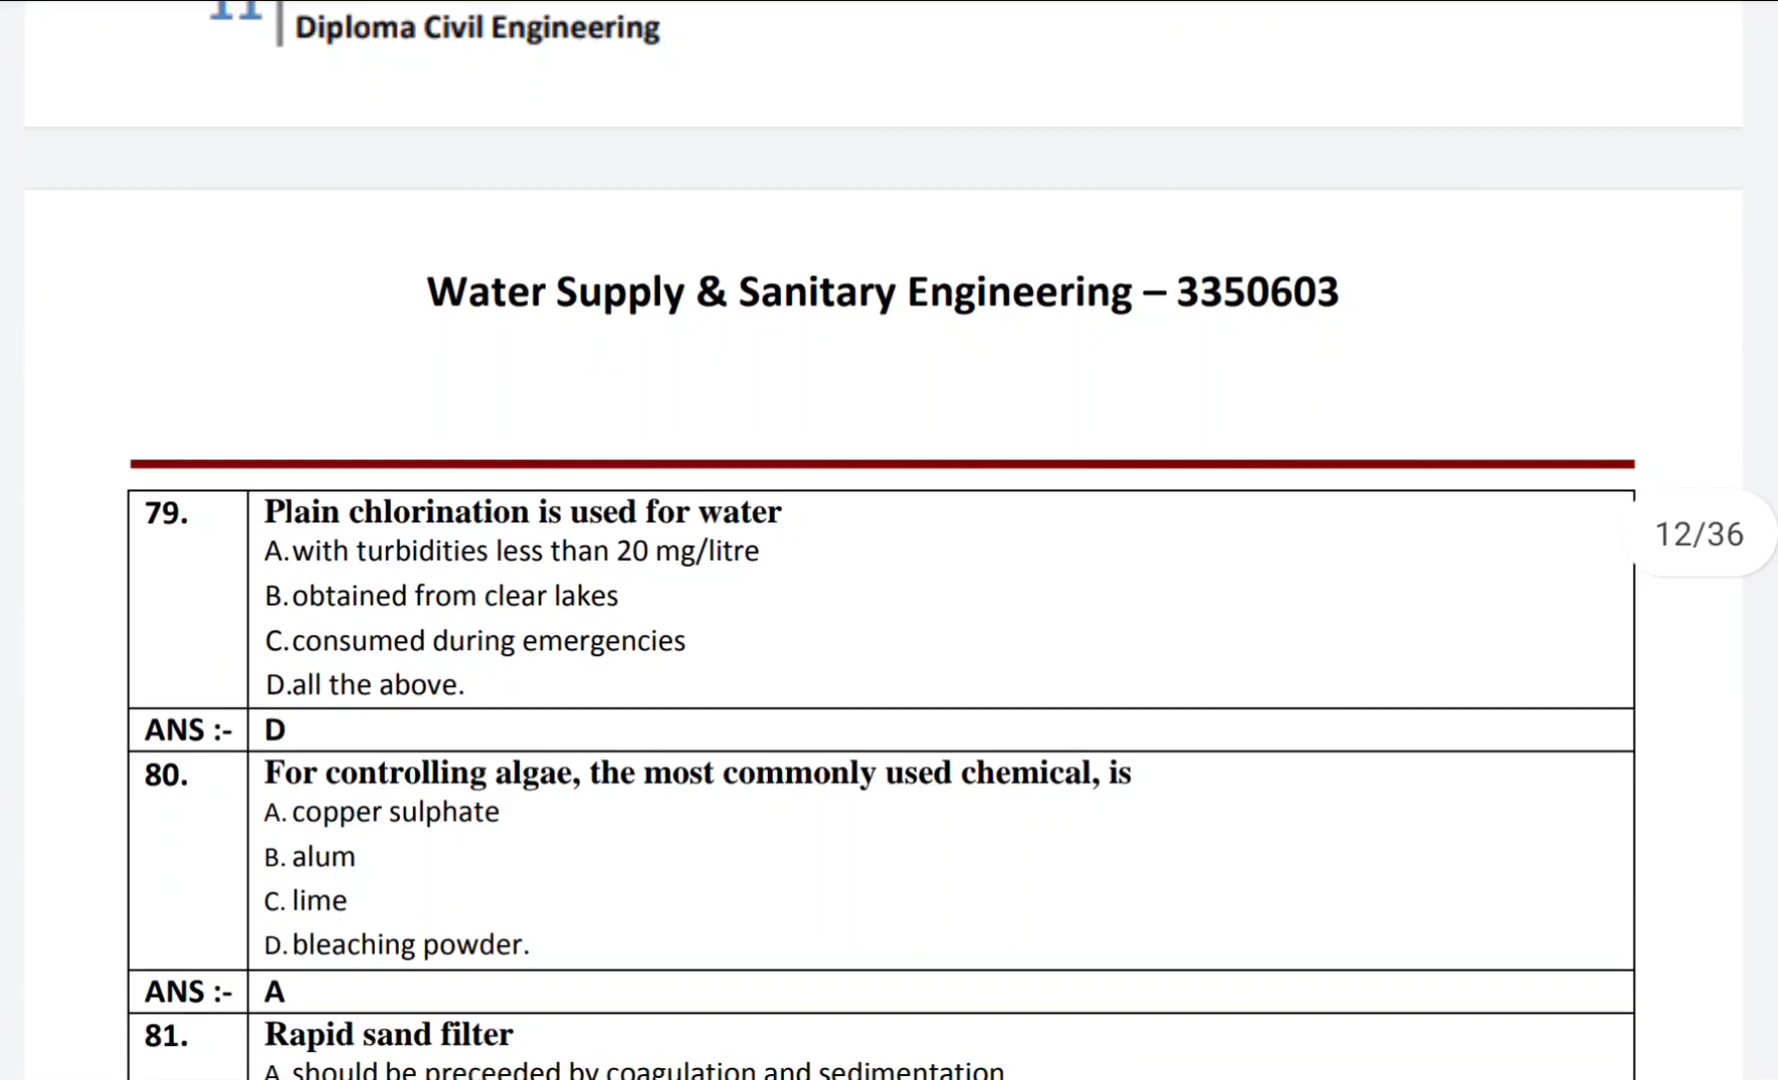 11
Diploma Civil Engineering
Water Supply & Sanitary Engineering – 3350603
79. Plain chlorination is used for water
A.with turbidities less than 20 mg/litre
12/36
B.obtained from clear lakes
C.consumed during emergencies
D.all the above.
ANS :- D
80. For controlling algae, the most commonly used chemical, is
A. copper sulphate
B. alum
C. lime
D. bleaching powder.
ANS :- A
81. Rapid sand filter
A. should be preceeded by coagulation and sedimentation